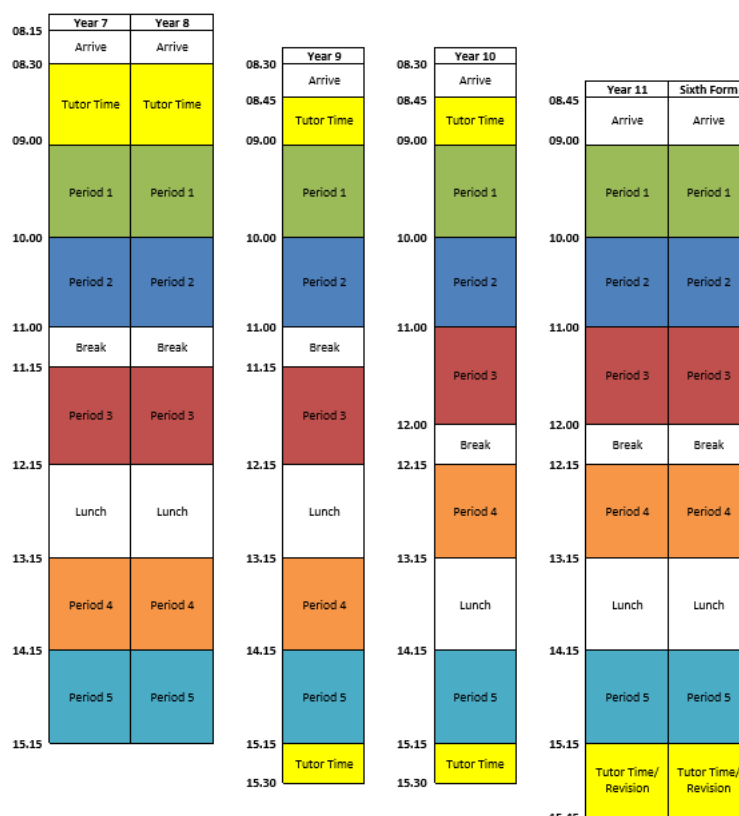 Year 7 Year 8
08.15
Arrive Arrive
08.30
Tutor Time Tutor Time
09.00
Period 1 Period 1
10.00
Period 2 Period 2
11.00
Break Break
11.15
Period 3 Period 3
12.15
Lunch Lunch
13.15
Period 4 Period 4
14.15
Period 5 Period 5
15.15
Year 9
08.30
Arrive
08.45
Tutor Time
09.00
Period 1
10.00
Period 2
11.00
Break
11.15
Period 3
12.15
Lunch
13.15
Period 4
14.15
Period 5
15.15
Tutor Time
15.30
Year 10
08.30
Arrive
08.45
Tutor Time
09.00
Period 1
10.00
Period 2
11.00
Period 3
12.00
Break
12.15
Period 4
13.15
Lunch
14.15
Period 5
15.15
Tutor Time
15.30
Year 11 Sixth Form
08.45
Arrive Arrive
09.00
Period 1 Period 1
10.00
Period 2 Period 2
11.00
Period 3 Period 3
12.00
Break Break
12.15
Period 4 Period 4
13.15
Lunch Lunch
14.15
Period 5 Period 5
15.15
Tutor Time/ Tutor Time/
Revision Revision